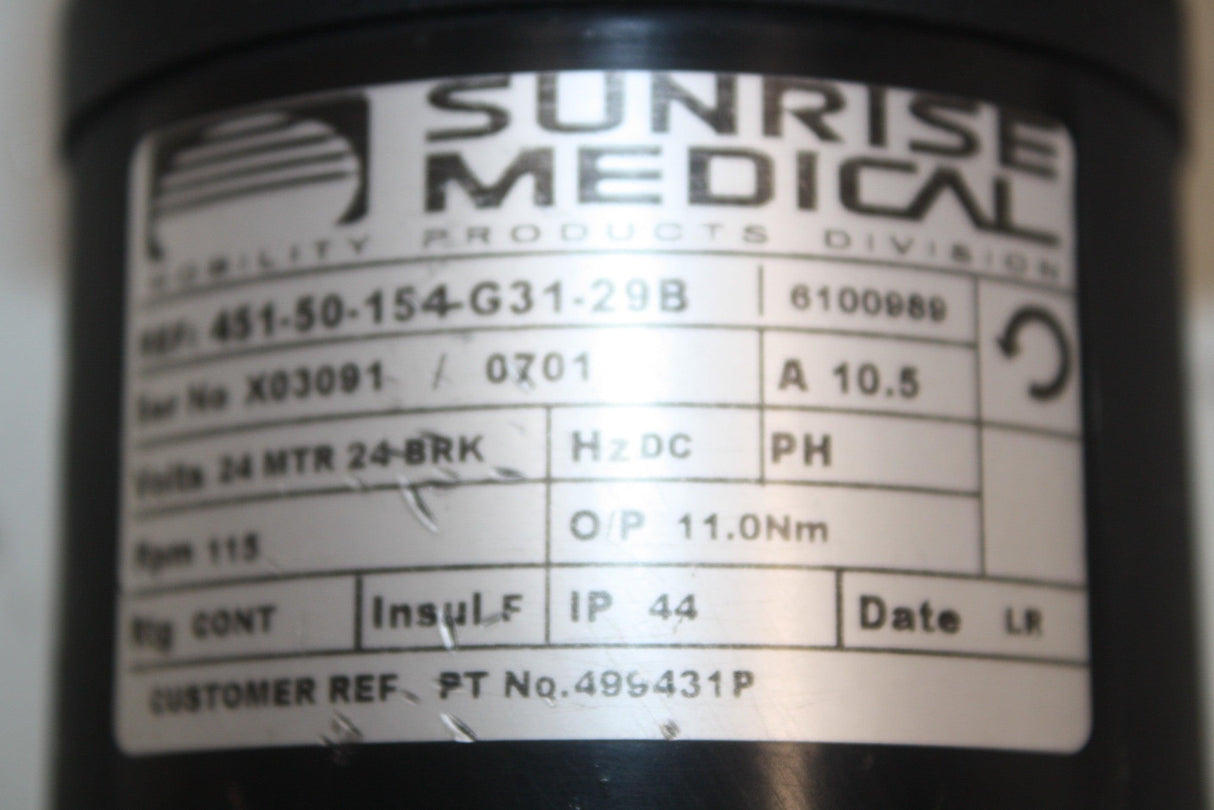 SUNRISE
MEDICAL
MOBILITY PRODUCTS DIVISION
REF: 451-50-154-G31-29B 6100989
Ser No X03091 / 0701 A 10.5
Volts 24 MTR 24 BRK Hz DC PH
Rpm 115 O/P 11.0Nm
Rtg CONT Insul F IP 44 Date LR
CUSTOMER REF. PT No.499431P